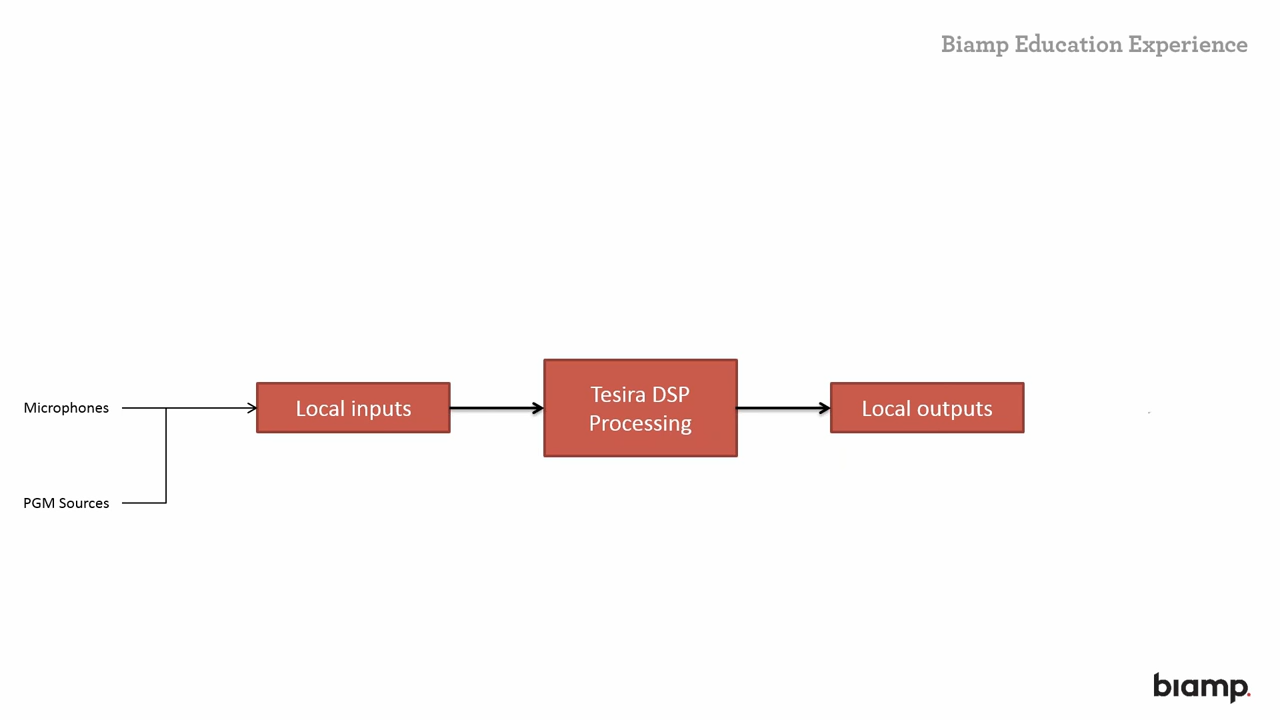 Biamp Education Experience
Microphones
Local inputs
Tesira DSP
Processing
Local outputs
PGM Sources
biamp.